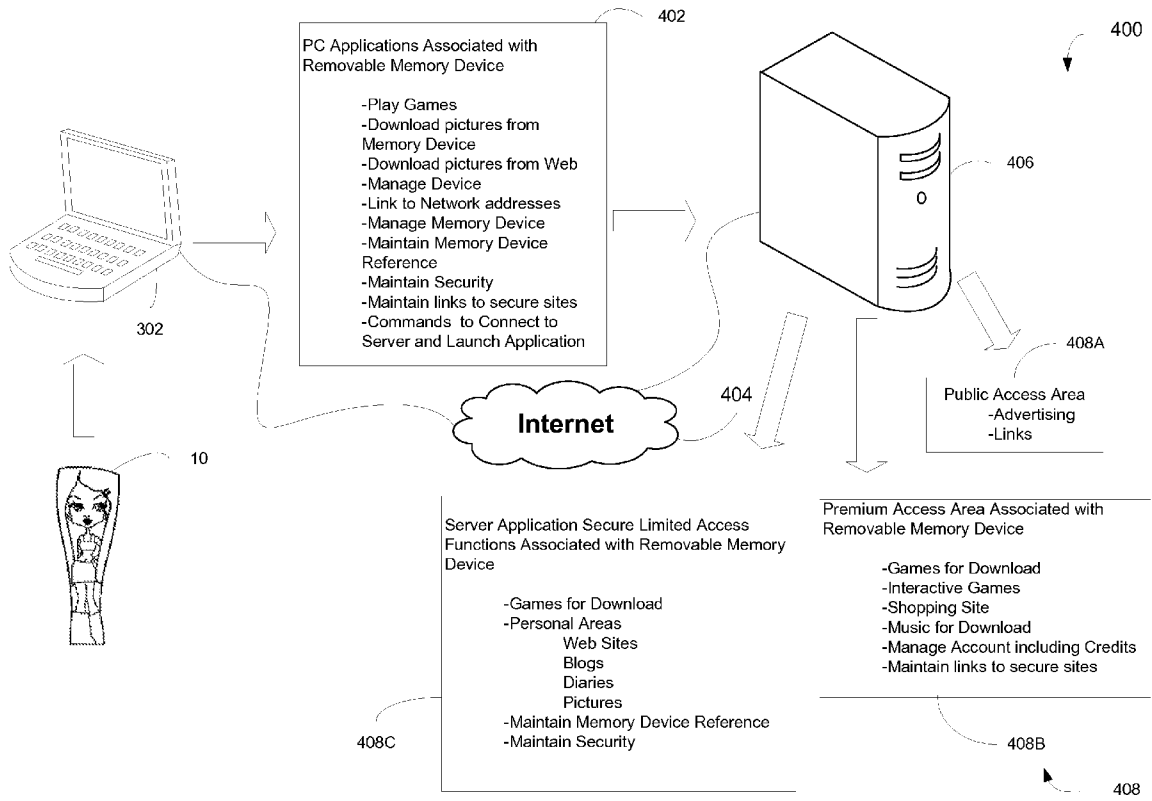 402
400
PC Applications Associated with
Removable Memory Device
-Play Games
-Download pictures from
Memory Device
-Download pictures from Web
-Manage Device
-Link to Network addresses
-Manage Memory Device
-Maintain Memory Device
Reference
-Maintain Security
-Maintain links to secure sites
-Commands to Connect to
Server and Launch Application
302
406
408A
Public Access Area
-Advertising
-Links
404
Internet
10
Server Application Secure Limited Access
Functions Associated with Removable Memory
Device
-Games for Download
-Personal Areas
Web Sites
Blogs
Diaries
Pictures
-Maintain Memory Device Reference
-Maintain Security
408C
Premium Access Area Associated with
Removable Memory Device
-Games for Download
-Interactive Games
-Shopping Site
-Music for Download
-Manage Account including Credits
-Maintain links to secure sites
408B
408